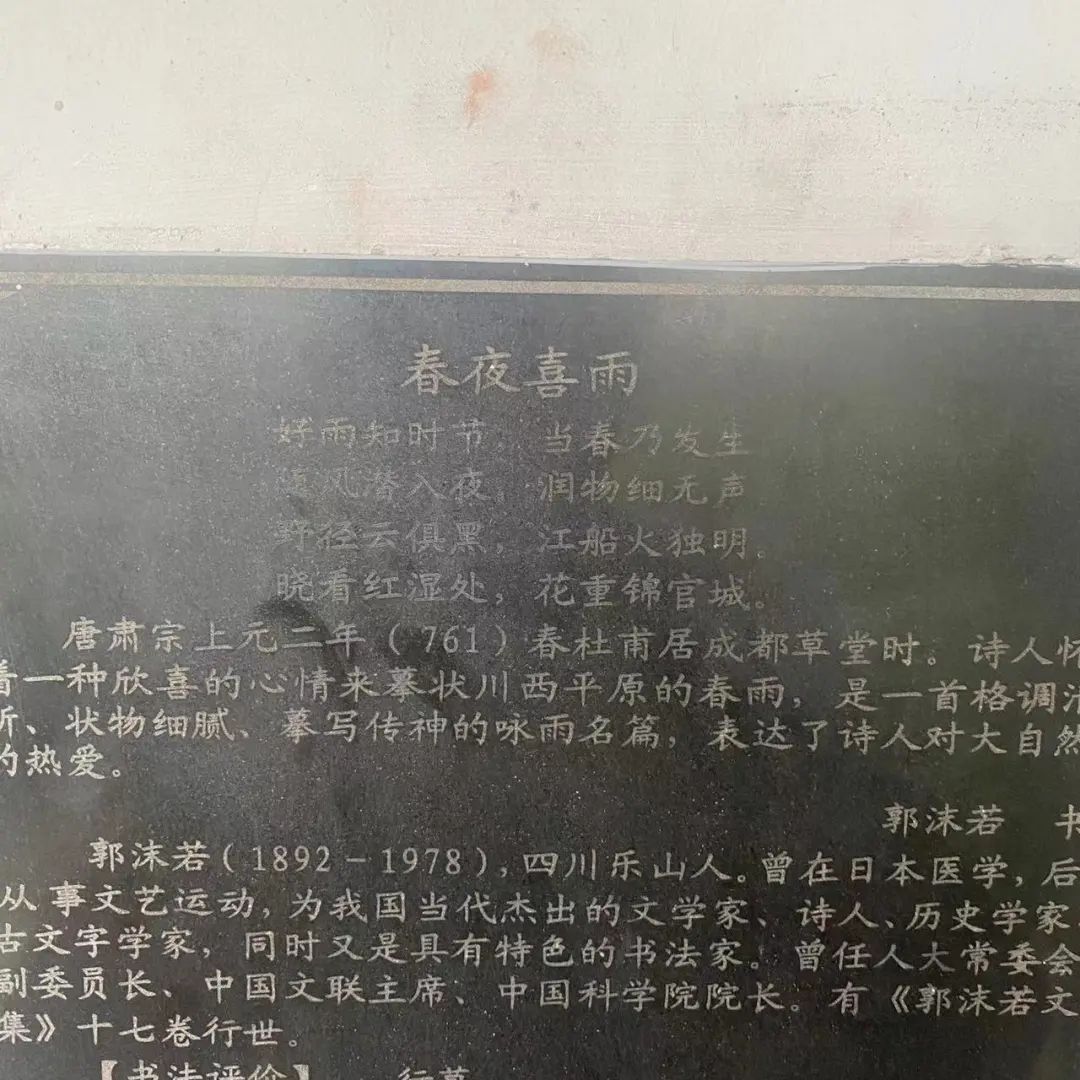 春夜喜雨
好雨知时节，当春乃发生
风潜入夜，润物细无声
野径云俱黑，江船火独明。
晓看红湿处，花重锦官城。
唐肃宗上元二年（761）春杜甫居成都草堂时。诗人怀
着一种欣喜的心情来摹状川西平原的春雨，是一首格调清
新、状物细腻、摹写传神的咏雨名篇，表达了诗人对大自然
的热爱。
郭沫若 书
郭沫若（1892－1978），四川乐山人。曾在日本医学，后
从事文艺运动，为我国当代杰出的文学家、诗人、历史学家
古文字学家，同时又是具有特色的书法家。曾任人大常委会
副委员长、中国文联主席、中国科学院院长。有《郭沫若文
集》十七卷行世。
【书法评价】 行草